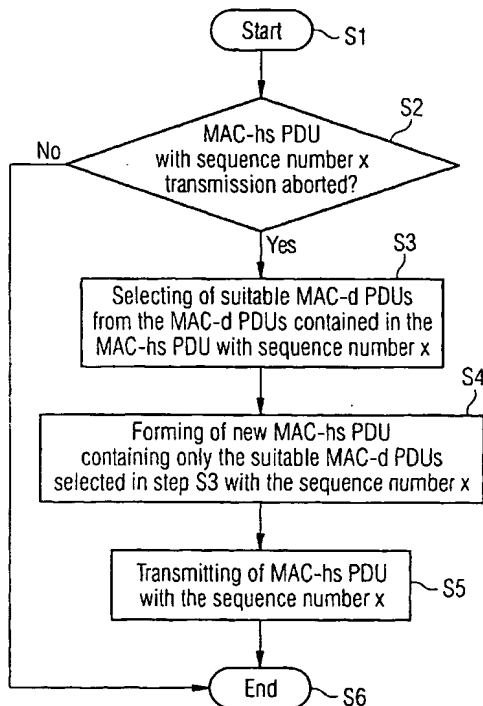 Start
S1
S2
MAC-hs PDU
with sequence number x
transmission aborted?
No
Yes
S3
Selecting of suitable MAC-d PDUs
from the MAC-d PDUs contained in the
MAC-hs PDU with sequence number x
S4
Forming of new MAC-hs PDU
containing only the suitable MAC-d PDUs
selected in step S3 with the sequence number x
Transmitting of MAC-hs PDU
with the sequence number x
S5
End
S6